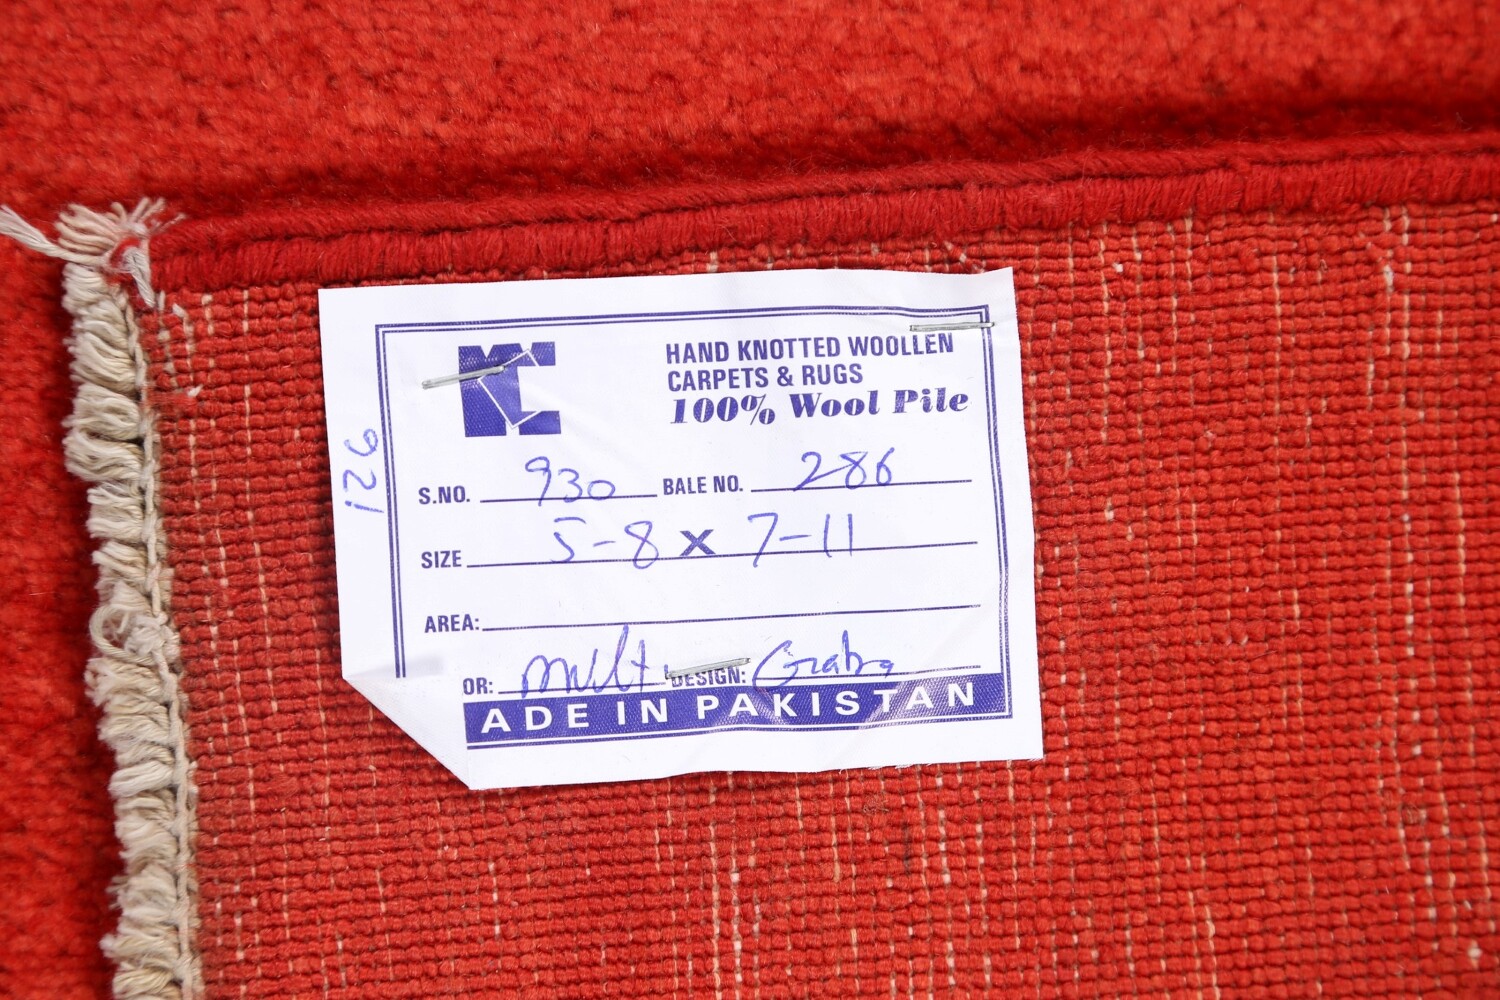 HAND KNOTTED WOOLLEN
CARPETS & RUGS
100% Wool Pile
S.NO. 930 BALE NO. 286
SIZE 5-8 X 7-11
AREA:
OR: Multi DESIGN:
ADE IN PAKISTAN
126